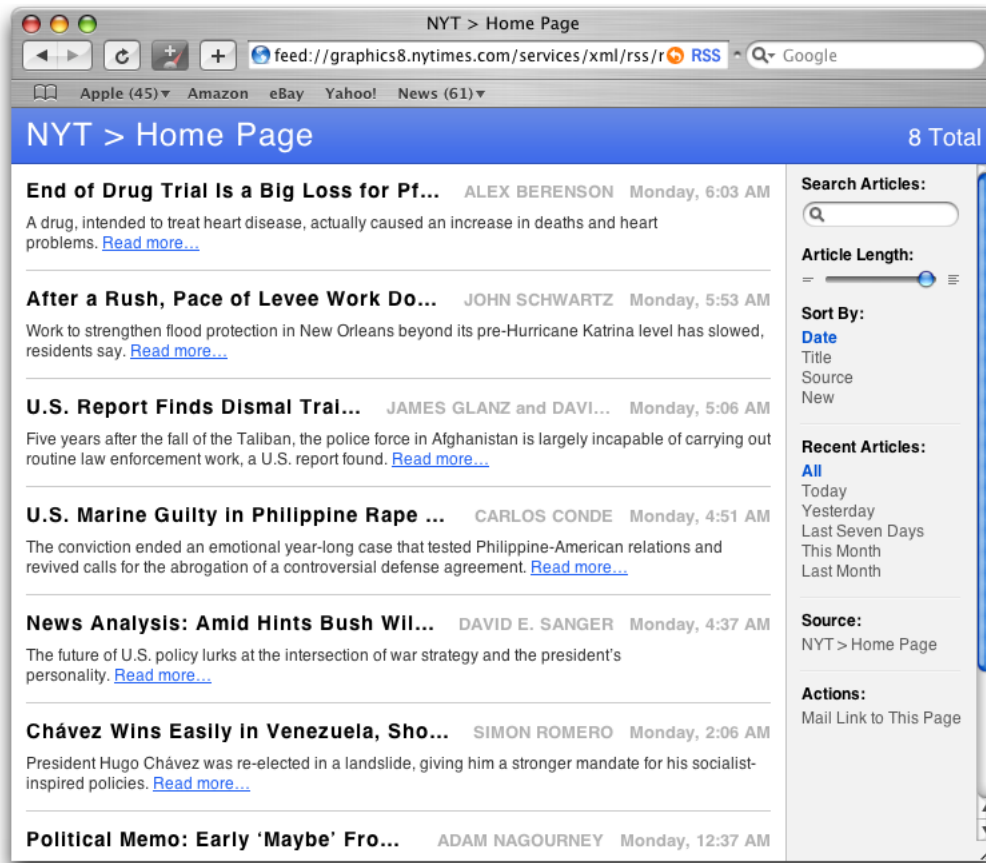 NYT > Home Page
feed://graphics8.nytimes.com/services/xml/rss/r RSS Google
Apple (45) Amazon eBay Yahoo! News (61)
NYT > Home Page 8 Total
End of Drug Trial Is a Big Loss for Pf... ALEX BERENSON Monday, 6:03 AM
A drug, intended to treat heart disease, actually caused an increase in deaths and heart
problems. Read more...
After a Rush, Pace of Levee Work Do... JOHN SCHWARTZ Monday, 5:53 AM
Work to strengthen flood protection in New Orleans beyond its pre-Hurricane Katrina level has slowed,
residents say. Read more...
U.S. Report Finds Dismal Trai... JAMES GLANZ and DAVI... Monday, 5:06 AM
Five years after the fall of the Taliban, the police force in Afghanistan is largely incapable of carrying out
routine law enforcement work, a U.S. report found. Read more...
U.S. Marine Guilty in Philippine Rape ... CARLOS CONDE Monday, 4:51 AM
The conviction ended an emotional year-long case that tested Philippine-American relations and
revived calls for the abrogation of a controversial defense agreement. Read more...
News Analysis: Amid Hints Bush Wil... DAVID E. SANGER Monday, 4:37 AM
The future of U.S. policy lurks at the intersection of war strategy and the president's
personality. Read more...
Chávez Wins Easily in Venezuela, Sho... SIMON ROMERO Monday, 2:06 AM
President Hugo Chávez was re-elected in a landslide, giving him a stronger mandate for his socialist-
inspired policies. Read more...
Political Memo: Early ‘Maybe’ Fro... ADAM NAGOURNEY Monday, 12:37 AM
Search Articles:
Article Length:
Sort By:
Date
Title
Source
New
Recent Articles:
All
Today
Yesterday
Last Seven Days
This Month
Last Month
Source:
NYT > Home Page
Actions:
Mail Link to This Page